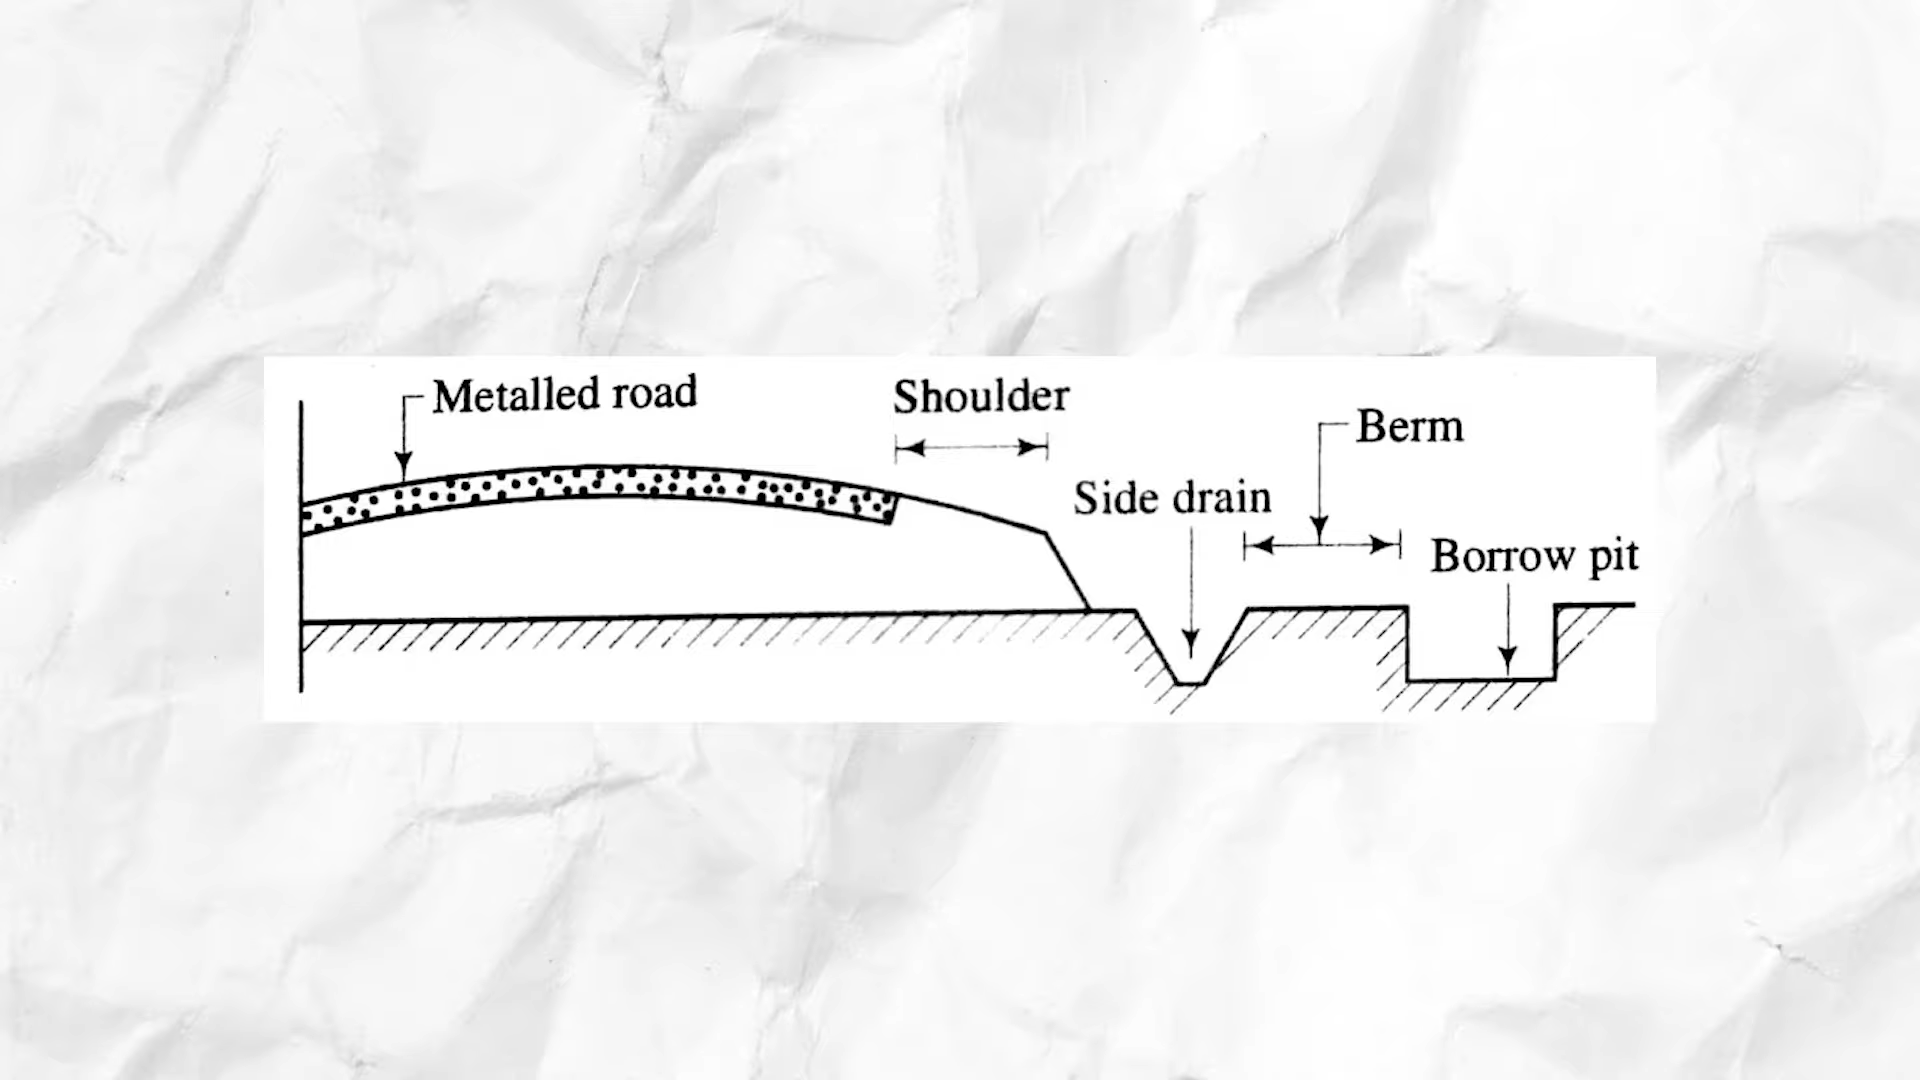 Metalled road
Shoulder
Berm
Side drain
Borrow pit